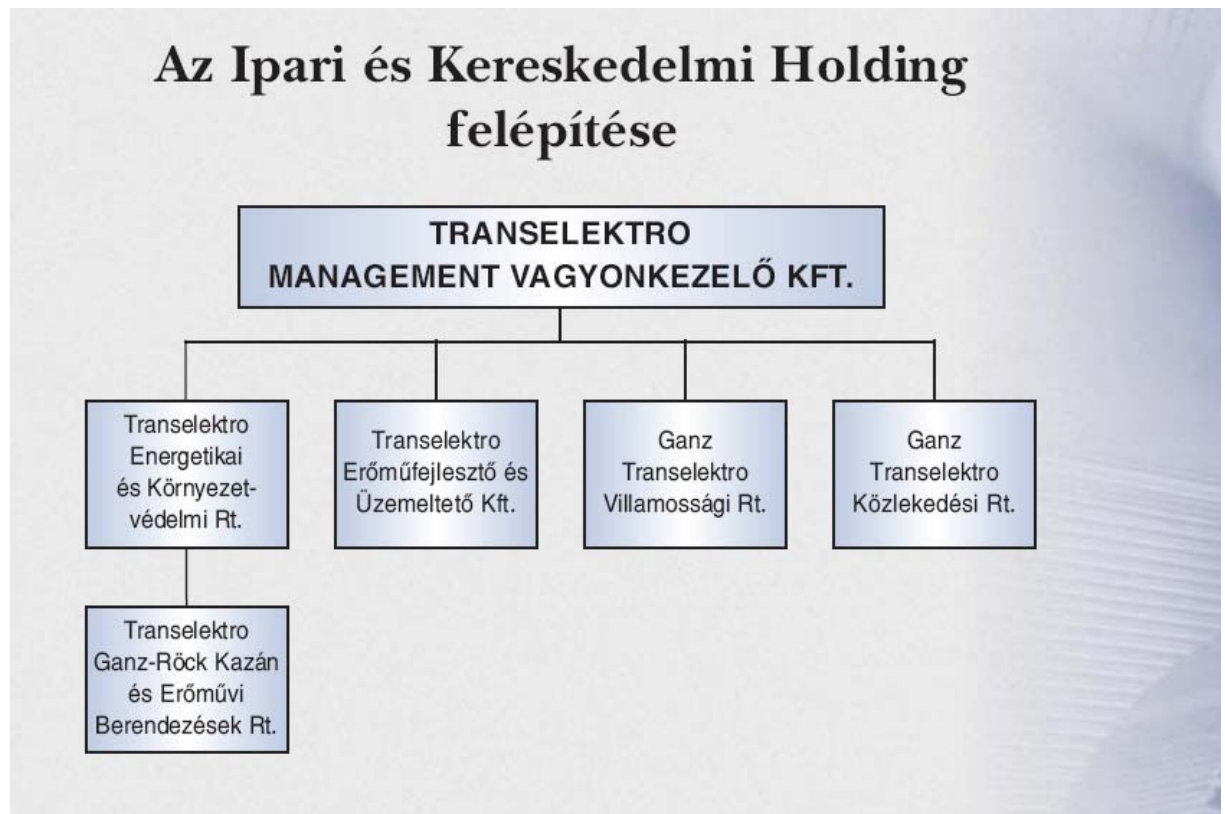 Az Ipari és Kereskedelmi Holding
felépítése
TRANSELEKTRO
MANAGEMENT VAGYONKEZELŐ KFT.
Transelektro
Energetikai
és Környezet-
védelmi Rt.
Transelektro
Erőműfejlesztő és
Üzemeltető Kft.
Ganz
Transelektro
Villamossági Rt.
Ganz
Transelektro
Közlekedési Rt.
Transelektro
Ganz-Röck Kazán
és Erőművi
Berendezések Rt.